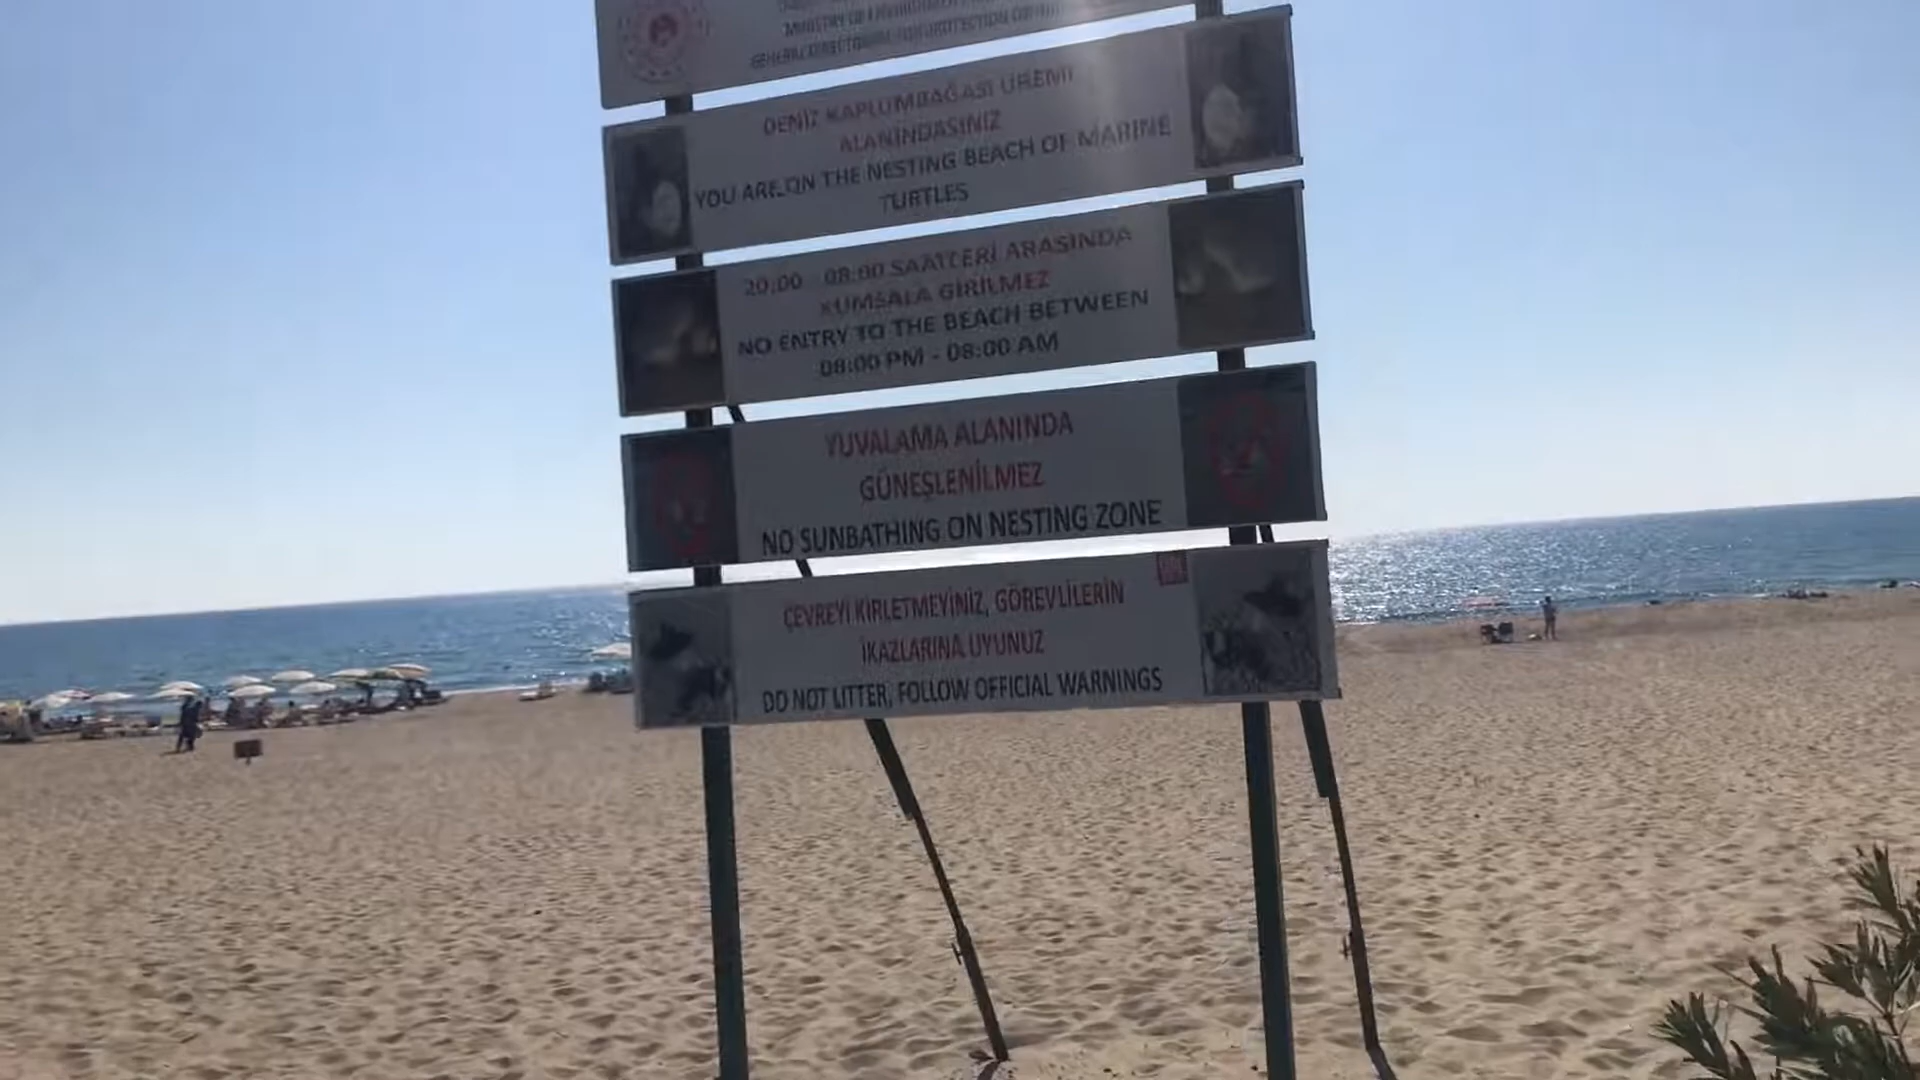 MINISTRY OF ENVIRONMENT
DENİZ KAPLUMBAĞASI ÜREME
ALANINDASINIZ
YOU ARE ON THE NESTING BEACH OF MARINE
TURTLES
20:00 - 08:00 SAATLERİ ARASINDA
KUMSALA GİRİLMEZ
NO ENTRY TO THE BEACH BETWEEN
08:00 PM - 08:00 AM
YUVALAMA ALANINDA
GÜNEŞLENİLMEZ
NO SUNBATHING ON NESTING ZONE
ÇEVREYİ KİRLETMEYİNİZ, GÖREVLİLERİN
İKAZLARINA UYUNUZ
DO NOT LITTER, FOLLOW OFFICIAL WARNINGS